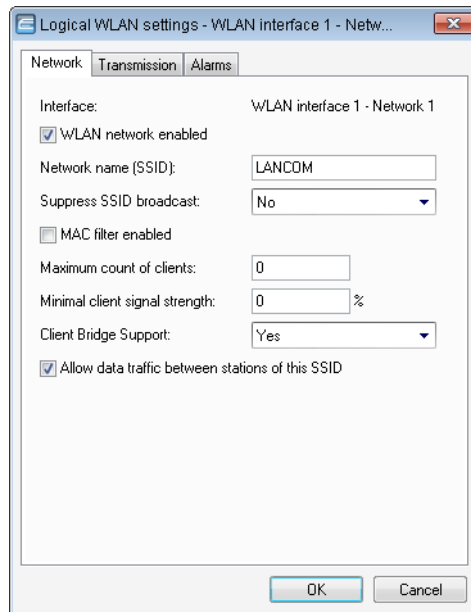 Logical WLAN settings - WLAN interface 1 - Netw...
Network Transmission Alarms
Interface: WLAN interface 1 - Network 1
WLAN network enabled
Network name (SSID): LANCOM
Suppress SSID broadcast: No
MAC filter enabled
Maximum count of clients: 0
Minimal client signal strength: 0 %
Client Bridge Support: Yes
Allow data traffic between stations of this SSID
OK Cancel